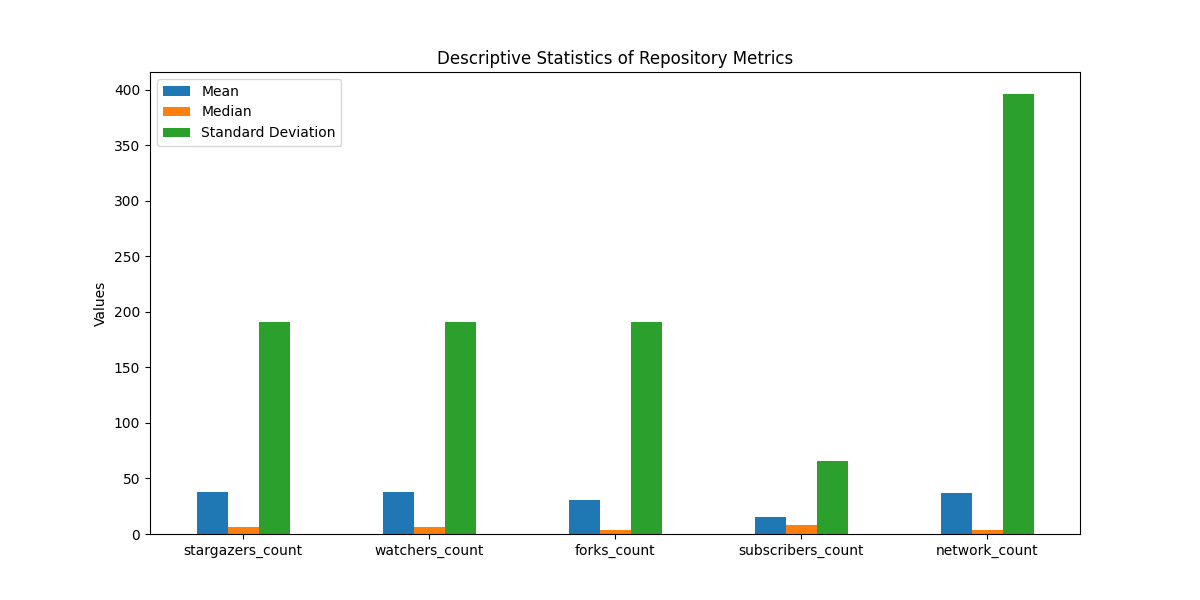 Descriptive Statistics of Repository Metrics
Mean
Median
Standard Deviation
Values
400
350
300
250
200
150
100
50
0
stargazers_count
watchers_count
forks_count
subscribers_count
network_count